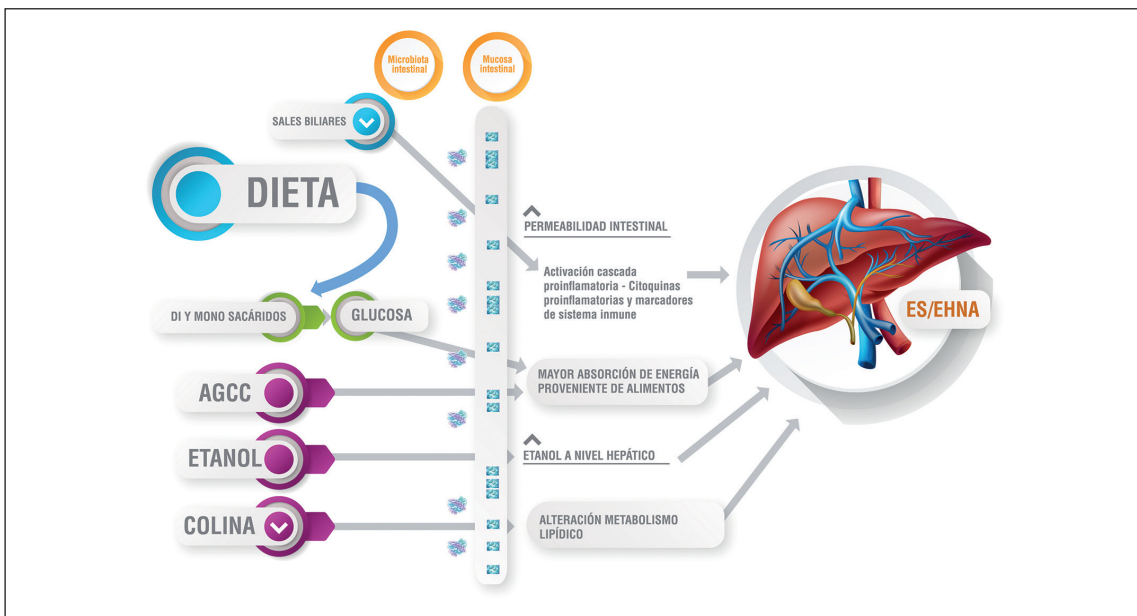 Microbiota
intestinal
Mucosa
intestinal
SALES BILIARES
DIETA
PERMEABILIDAD INTESTINAL
Activación cascada
proinflamatoria - Citoquinas
proinflamatorias y marcadores
de sistema inmune
ES/EHNA
DI Y MONO SACÁRIDOS
GLUCOSA
MAYOR ABSORCIÓN DE ENERGÍA
PROVENIENTE DE ALIMENTOS
AGCC
ETANOL
ETANOL A NIVEL HEPÁTICO
COLINA
ALTERACIÓN METABOLISMO
LIPÍDICO